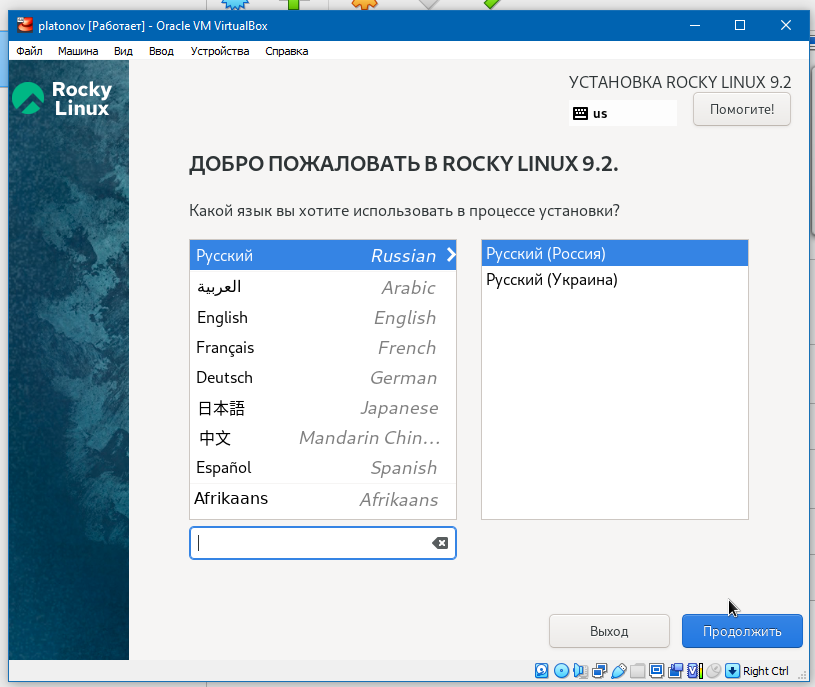 platonov [Работает] - Oracle VM VirtualBox
Файл Машина Вид Ввод Устройства Справка
Rocky
Linux
УСТАНОВКА ROCKY LINUX 9.2
us
Помогите!
ДОБРО ПОЖАЛОВАТЬ В ROCKY LINUX 9.2.
Какой язык вы хотите использовать в процессе установки?
Русский Russian
العربية Arabic
English English
Français French
Deutsch German
日本語 Japanese
中文 Mandarin Chin…
Español Spanish
Afrikaans Afrikaans
Русский (Россия)
Русский (Украина)
Выход
Продолжить
Right Ctrl